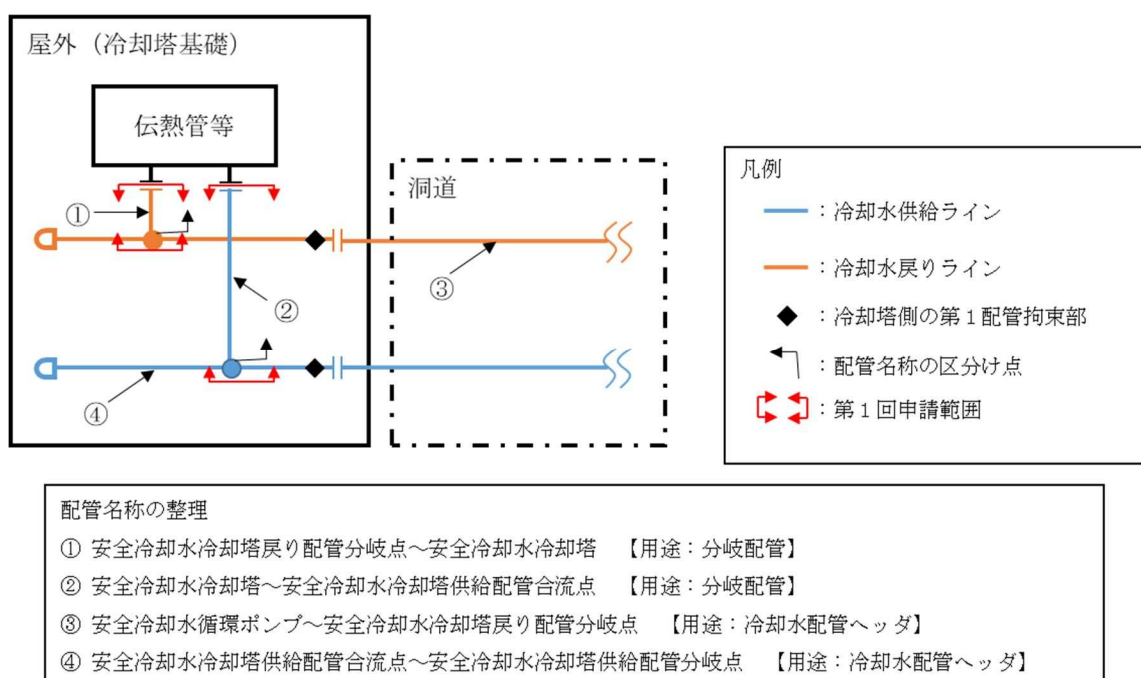 屋外（冷却塔基礎）
伝熱管等
洞道
①
②
③
④
凡例
：冷却水供給ライン
：冷却水戻りライン
：冷却塔側の第１配管拘束部
：配管名称の区分け点
：第１回申請範囲
配管名称の整理
① 安全冷却水冷却塔戻り配管分岐点～安全冷却水冷却塔　【用途：分岐配管】
② 安全冷却水冷却塔～安全冷却水冷却塔供給配管合流点　【用途：分岐配管】
③ 安全冷却水循環ポンプ～安全冷却水冷却塔戻り配管分岐点　【用途：冷却水配管ヘッダ】
④ 安全冷却水冷却塔供給配管合流点～安全冷却水冷却塔供給配管分岐点　【用途：冷却水配管ヘッダ】